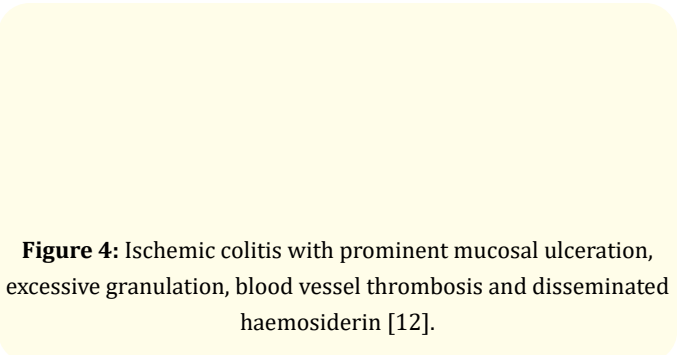 Figure 4: Ischemic colitis with prominent mucosal ulceration,
excessive granulation, blood vessel thrombosis and disseminated
haemosiderin [12].